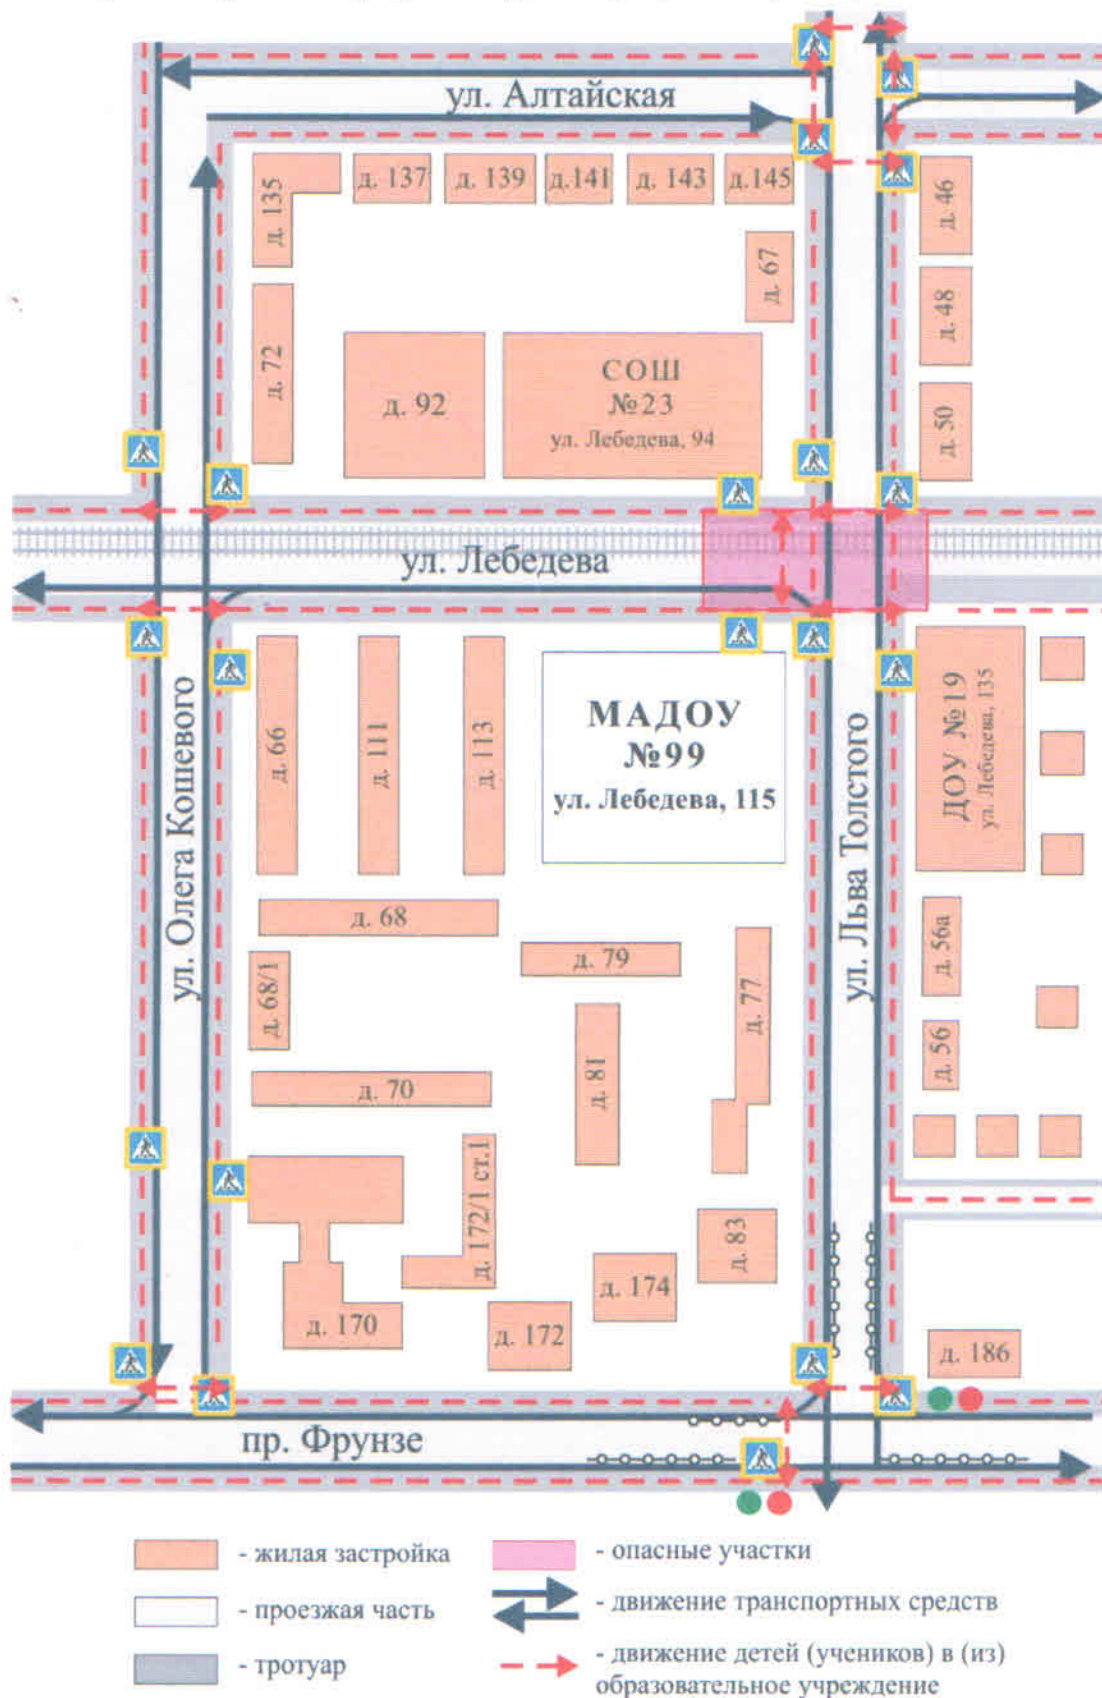 ул. Алтайская
д. 135
д. 137
д. 139
д.141
д. 143
д.145
д. 46
д. 67
д. 48
д. 72
д. 92
СОШ
№23
ул. Лебедева, 94
д. 50
ул. Лебедева
ул. Олега Кошевого
д. 66
д. 111
д. 113
МАДОУ
№99
ул. Лебедева, 115
ул. Льва Толстого
ДОУ №19
ул. Лебедева, 135
д. 68
д. 79
д. 77
д. 56а
д. 68/1
д. 81
д. 56
д. 70
д. 172/1 ст.1
д. 83
д. 174
д. 170
д. 172
д. 186
пр. Фрунзе
- жилая застройка
- опасные участки
- проезжая часть
- движение транспортных средств
- тротуар
- движение детей (учеников) в (из)
образовательное учреждение